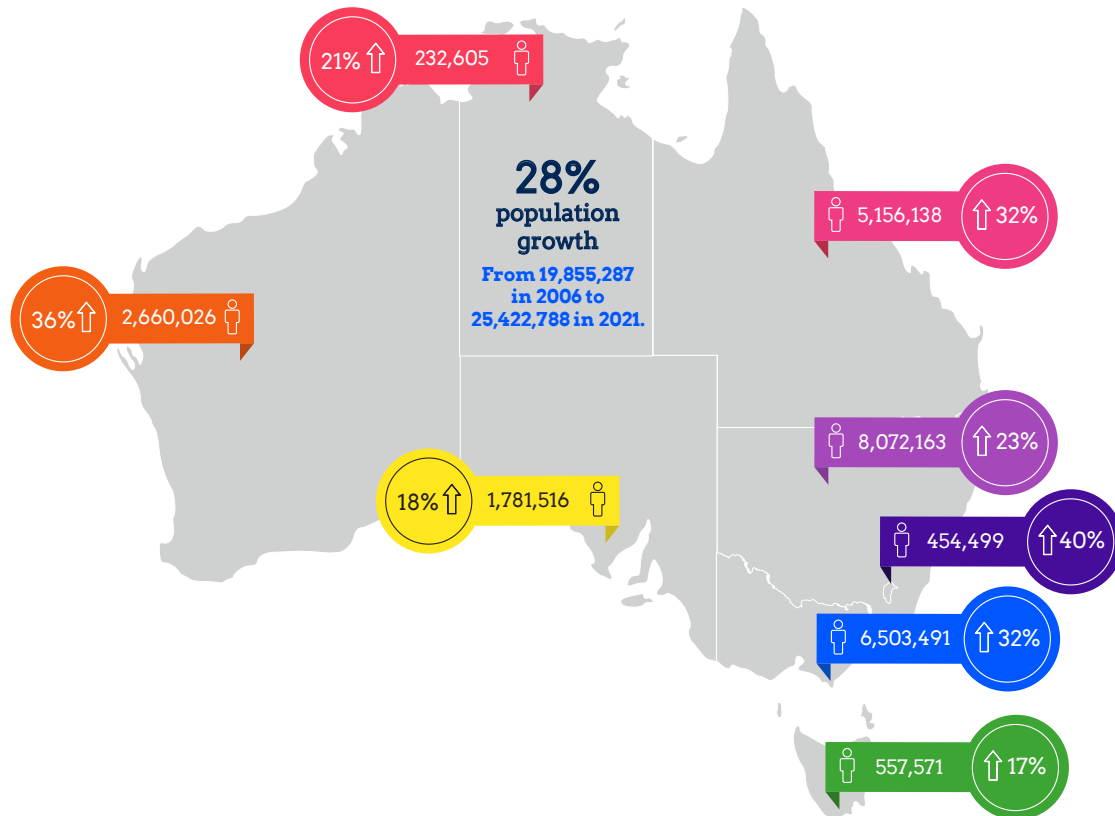 21% 232,605
28%
population
growth
From 19,855,287
in 2006 to
25,422,788 in 2021.
5,156,138 32%
36% 2,660,026
8,072,163 23%
18% 1,781,516
454,499 40%
6,503,491 32%
557,571 17%